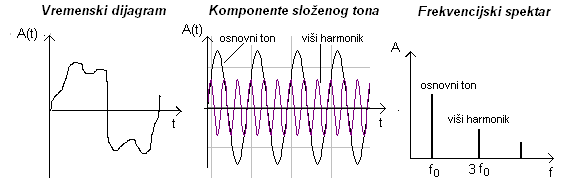 Vremenski dijagram
A(t)
t
Komponente složenog tona
A(t)
osnovni ton
viši harmonik
t
Frekvencijski spektar
A
osnovni ton
viši harmonik
f0
3 f0
f